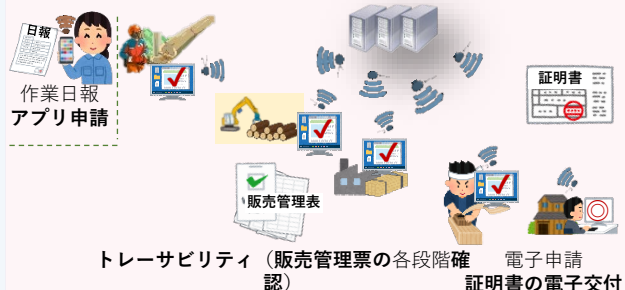 日報
作業日報
アプリ申請
証明書
販売管理表
トレーサビリティ（販売管理票の各段階確
認）
電子申請
証明書の電子交付